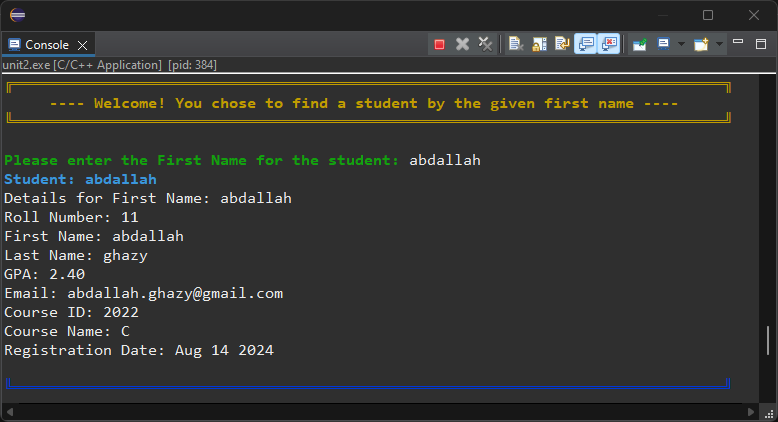 Console
unit2.exe [C/C++ Application] [pid: 384]
---- Welcome! You chose to find a student by the given first name ----
Please enter the First Name for the student: abdallah
Student: abdallah
Details for First Name: abdallah
Roll Number: 11
First Name: abdallah
Last Name: ghazy
GPA: 2.40
Email: abdallah.ghazy@gmail.com
Course ID: 2022
Course Name: C
Registration Date: Aug 14 2024